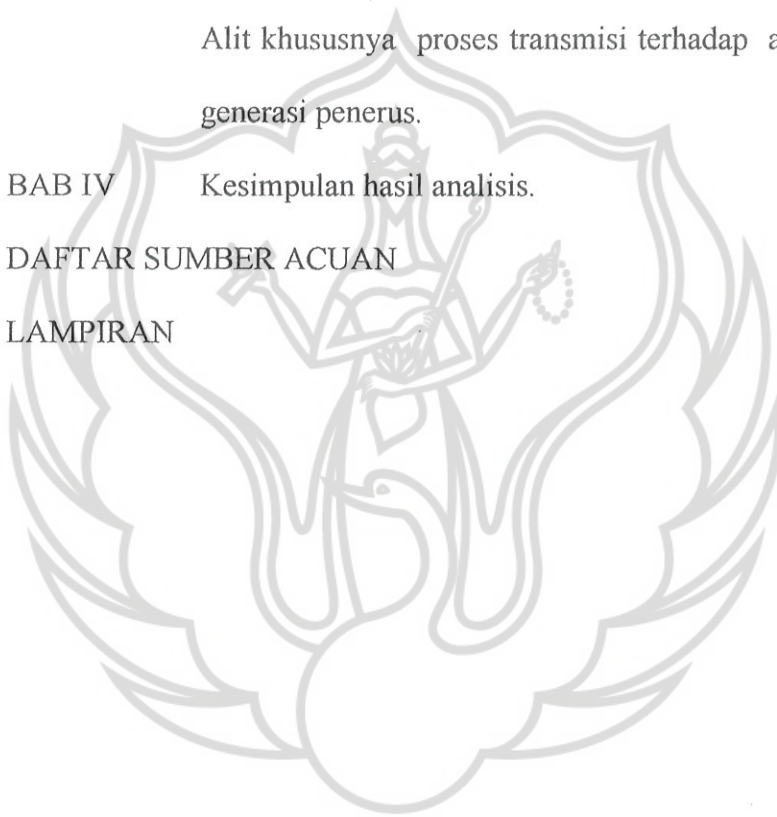 Alit khususnya proses transmisi terhadap
generasi penerus.
BAB IV Kesimpulan hasil analisis.
DAFTAR SUMBER ACUAN
LAMPIRAN